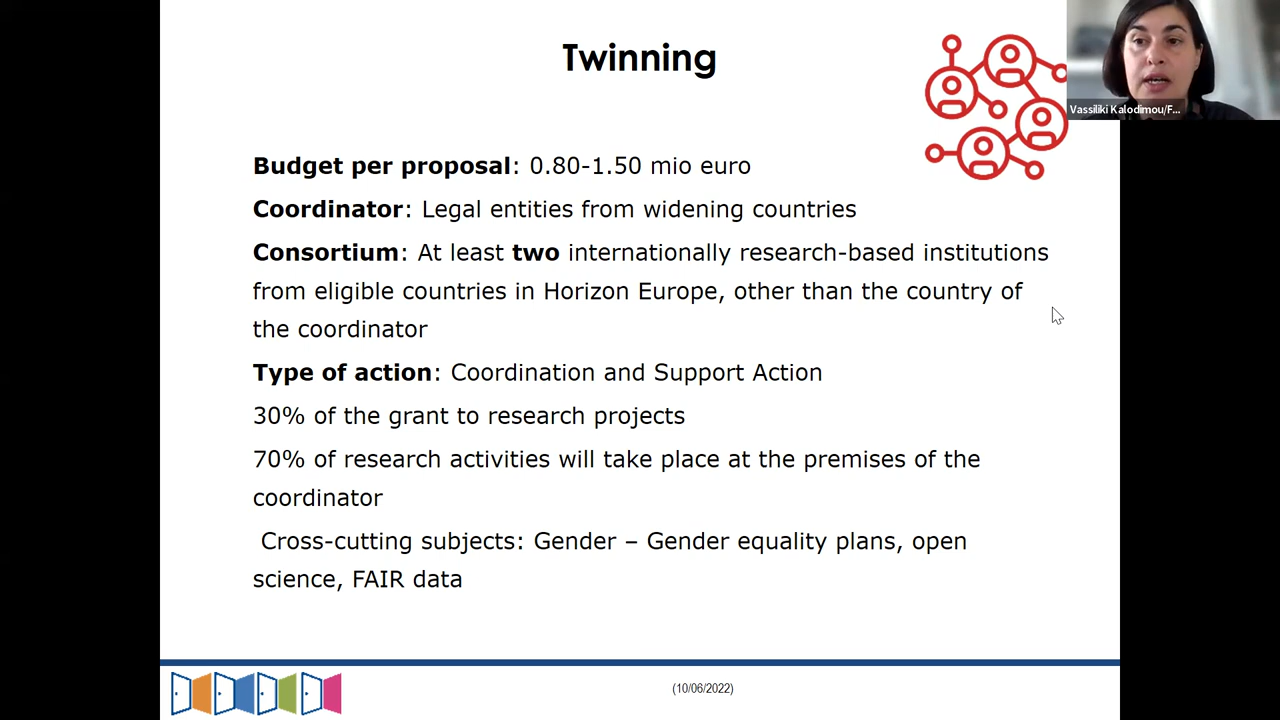 Twinning
Vassiliki Kalodimou/F...
Budget per proposal: 0.80-1.50 mio euro
Coordinator: Legal entities from widening countries
Consortium: At least two internationally research-based institutions
from eligible countries in Horizon Europe, other than the country of
the coordinator
Type of action: Coordination and Support Action
30% of the grant to research projects
70% of research activities will take place at the premises of the
coordinator
Cross-cutting subjects: Gender – Gender equality plans, open
science, FAIR data
(10/06/2022)